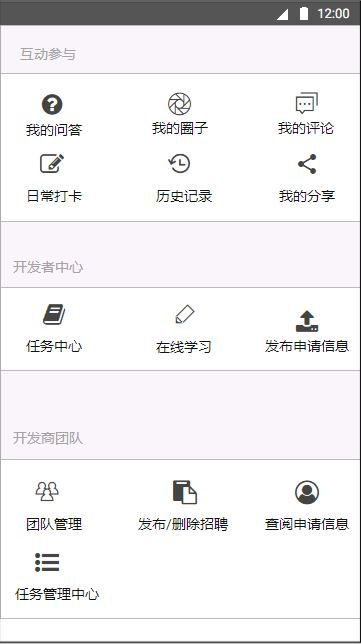 12:00
互动参与
我的问答 我的圈子 我的评论
日常打卡 历史记录 我的分享
开发者中心
任务中心 在线学习 发布申请信息
开发商团队
团队管理 发布/删除招聘 查阅申请信息
任务管理中心